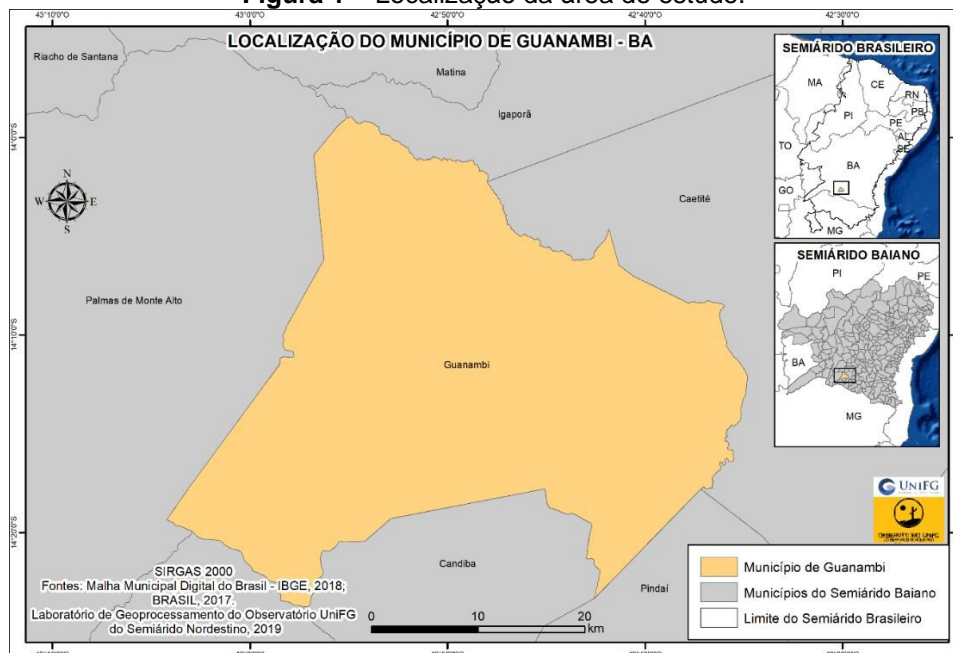 Figura 1 – Localização da área de estudo.
43°10'0"O 43°0'0"O 42°50'0"O 42°40'0"O 42°30'0"O
LOCALIZAÇÃO DO MUNICÍPIO DE GUANAMBI - BA
SEMIÁRIDO BRASILEIRO
Riacho de Santana
Matina
Igaporã
MA
CE
RN
PB
PI
PE
AL
SE
TO
BA
GO
MG
14°0'0"S
N
W E
S
Caetité
SEMIÁRIDO BAIANO
PI
PE
BA
MG
Palmas de Monte Alto
14°10'0"S
Guanambi
UNIFG
14°20'0"S
Candiba
Pindaí
SIRGAS 2000
Fontes: Malha Municipal Digital do Brasil - IBGE, 2018;
BRASIL, 2017.
Laboratório de Geoprocessamento do Observatório UniFG
do Semiárido Nordestino, 2019
0 10 20
km
Município de Guanambi
Municípios do Semiárido Baiano
Limite do Semiárido Brasileiro